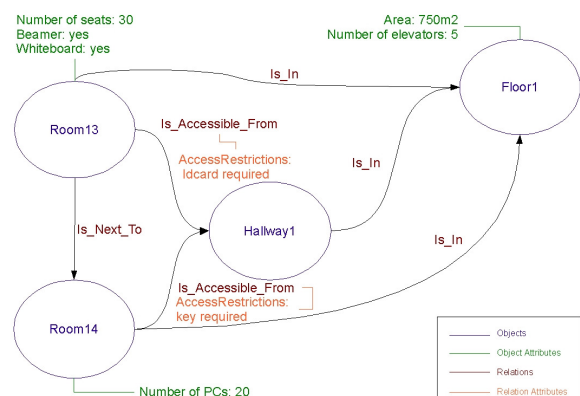 Number of seats: 30
Beamer: yes
Whiteboard: yes
Area: 750m2
Number of elevators: 5
Is_In
Room13
Floor1
Is_Accessible_From
AccessRestrictions:
Idcard required
Is_In
Is_Next_To
Hallway1
Is_In
Is_Accessible_From
AccessRestrictions:
key required
Room14
Number of PCs: 20
Objects
Object Attributes
Relations
Relation Attributes